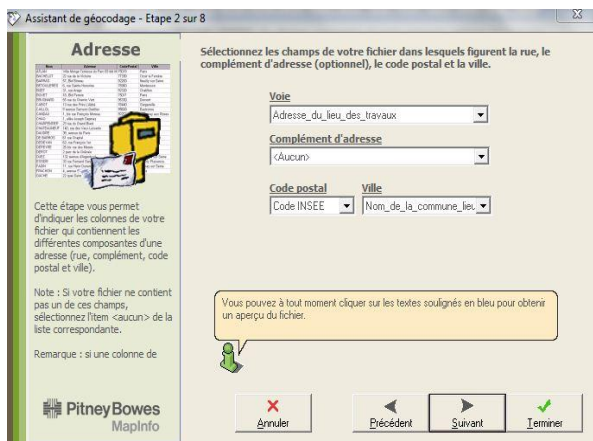 Assistant de géocodage - Etape 2 sur 8
Adresse
Cette étape vous permet
d'indiquer les colonnes de votre
fichier qui contiennent les
différentes composantes d'une
adresse (rue, complément, code
postal et ville).
Note : Si votre fichier ne contient
pas un de ces champs,
sélectionnez l'item <aucun> de la
liste correspondante.
Remarque : si une colonne de
Pitney Bowes
MapInfo
Sélectionnez les champs de votre fichier dans lesquels figurent la rue, le
complément d'adresse (optionnel), le code postal et la ville.
Voie
Adresse_du_lieu_des_travaux
Complément d'adresse
<Aucun>
Code postal Ville
Code INSEE Nom_de_la_commune_lieu
Vous pouvez à tout moment cliquer sur les textes soulignés en bleu pour obtenir
un aperçu du fichier.
Annuler Précédent Suivant Terminer